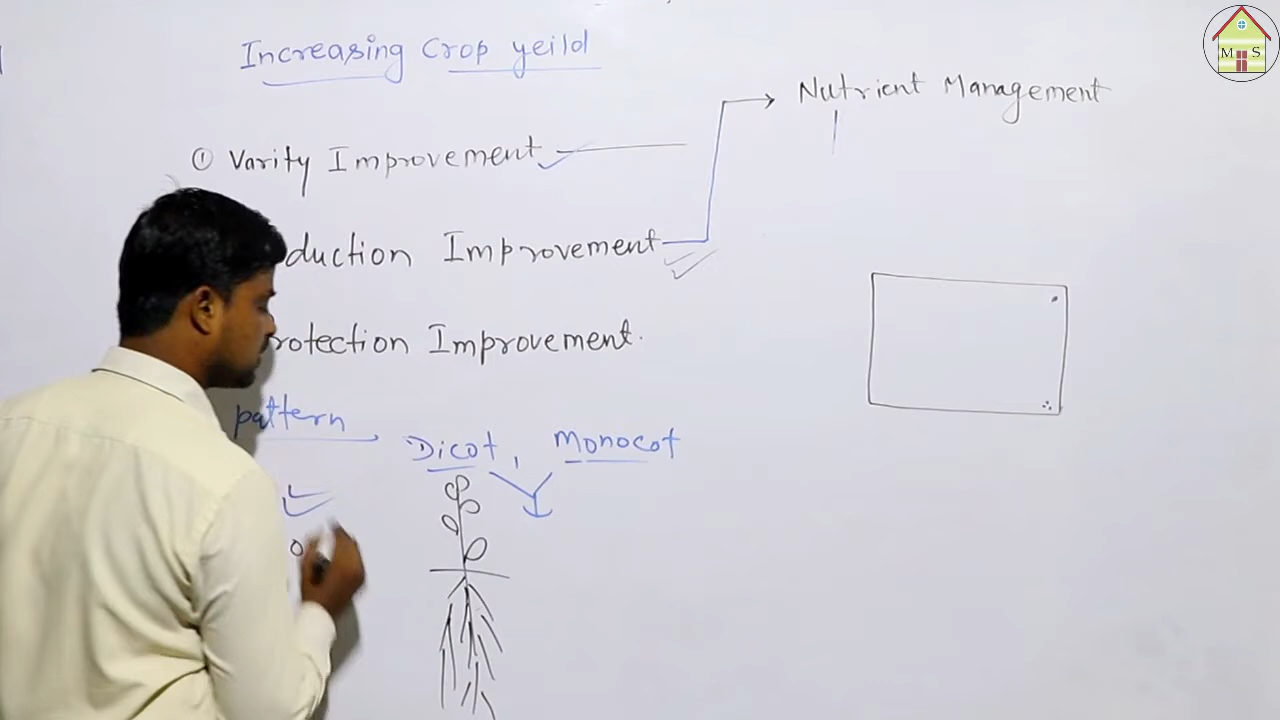 Increasing Crop yeild
Nutrient Management
① Varity Improvement
duction Improvement
rotection Improvement.
pattern
Dicot, Monocot
M S